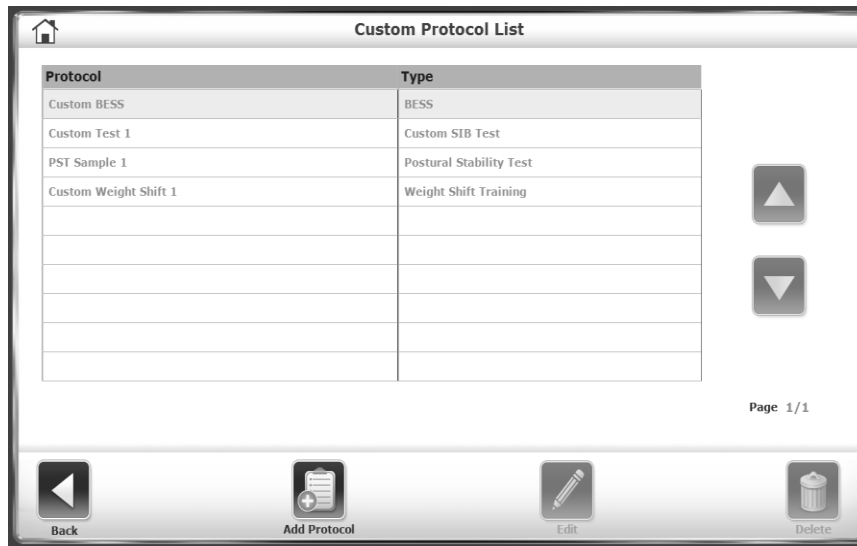 Custom Protocol List
Protocol Type
Custom BESS BESS
Custom Test 1 Custom SIB Test
PST Sample 1 Postural Stability Test
Custom Weight Shift 1 Weight Shift Training
Page 1/1
Back Add Protocol Edit Delete